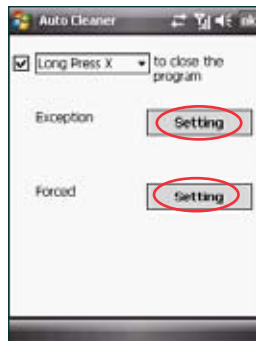 Auto Cleaner ok
Long Press X to close the
program
Exception Setting
Forced Setting